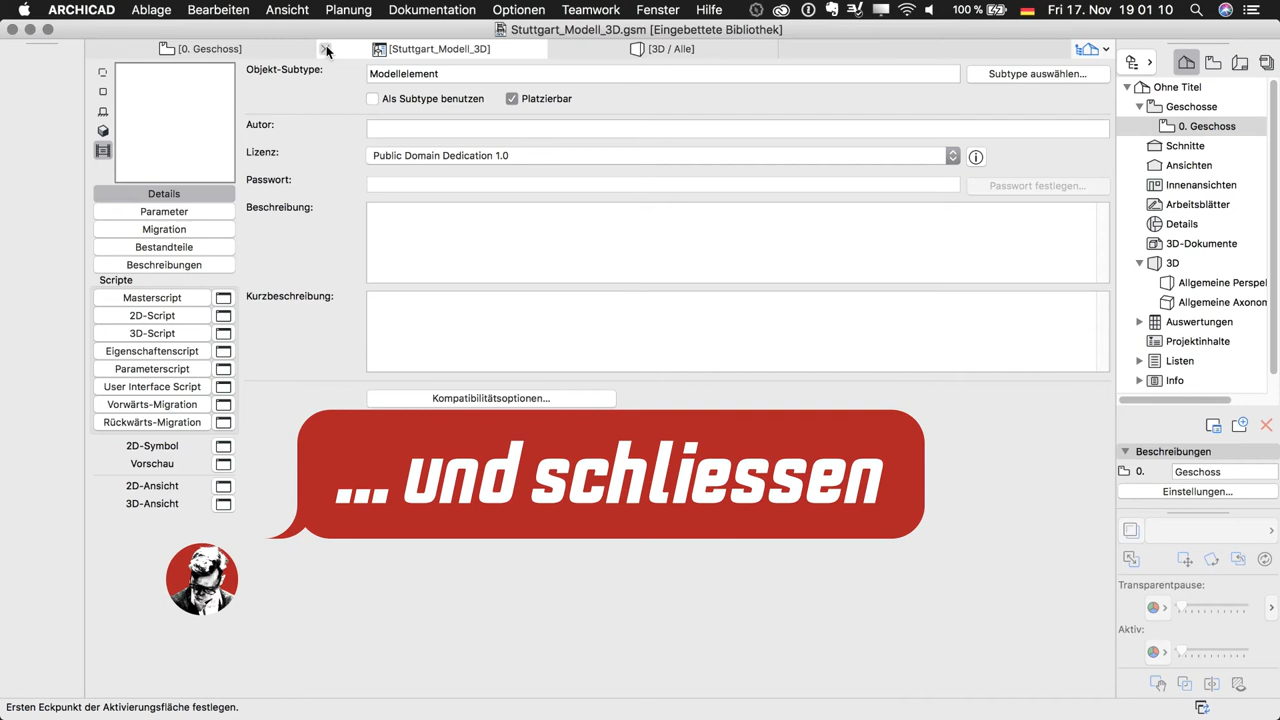 ARCHICAD Ablage Bearbeiten Ansicht Planung Dokumentation Optionen Teamwork Fenster Hilfe 100 % Fr 17. Nov. 19 01:10
Stuttgart_Modell_3D.gsm [Eingebettete Bibliothek]
[0. Geschoss] [Stuttgart_Modell_3D] [3D / Alle]
Objekt-Subtype: Modellelement Subtype auswählen...
Als Subtype benutzen Platzierbar
Autor:
Lizenz: Public Domain Dedication 1.0
Passwort: Passwort festlegen...
Beschreibung:
Kurzbeschreibung:
Kompatibilitätsoptionen...
Details
Parameter
Migration
Bestandteile
Beschreibungen
Scripte
Masterscript
2D-Script
3D-Script
Eigenschaftenscript
Parameterscript
User Interface Script
Vorwärts-Migration
Rückwärts-Migration
2D-Symbol
Vorschau
2D-Ansicht
3D-Ansicht
... und schliessen
Ohne Titel
Geschosse
0. Geschoss
Schnitte
Ansichten
Innenansichten
Arbeitsblätter
Details
3D-Dokumente
3D
Allgemeine Perspel
Allgemeine Axonon
Auswertungen
Projektinhalte
Listen
Info
Beschreibungen
0. Geschoss
Einstellungen...
Transparentpause:
Aktiv:
Ersten Eckpunkt der Aktivierungsfläche festlegen.